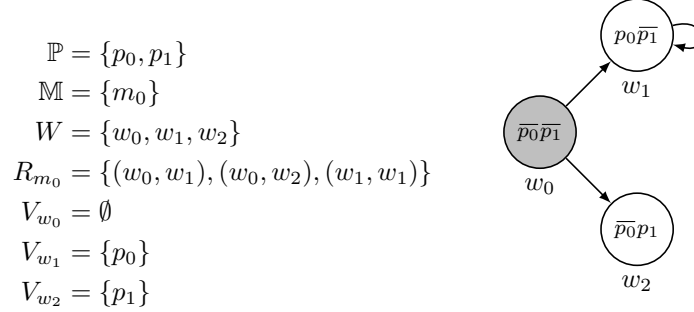 ℙ = {p₀, p₁}
𝕄 = {m₀}
W = {w₀, w₁, w₂}
R_{m₀} = {(w₀, w₁), (w₀, w₂), (w₁, w₁)}
V_{w₀} = ∅
V_{w₁} = {p₀}
V_{w₂} = {p₁}
p₀p̅₁
w₁
p̅₀p̅₁
w₀
p̅₀p₁
w₂